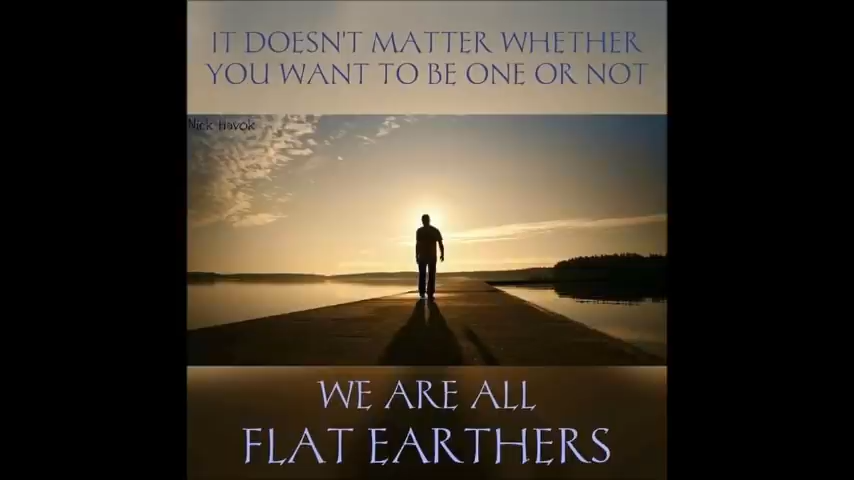 IT DOESN'T MATTER WHETHER
YOU WANT TO BE ONE OR NOT
Nick Havok
WE ARE ALL
FLAT EARTHERS